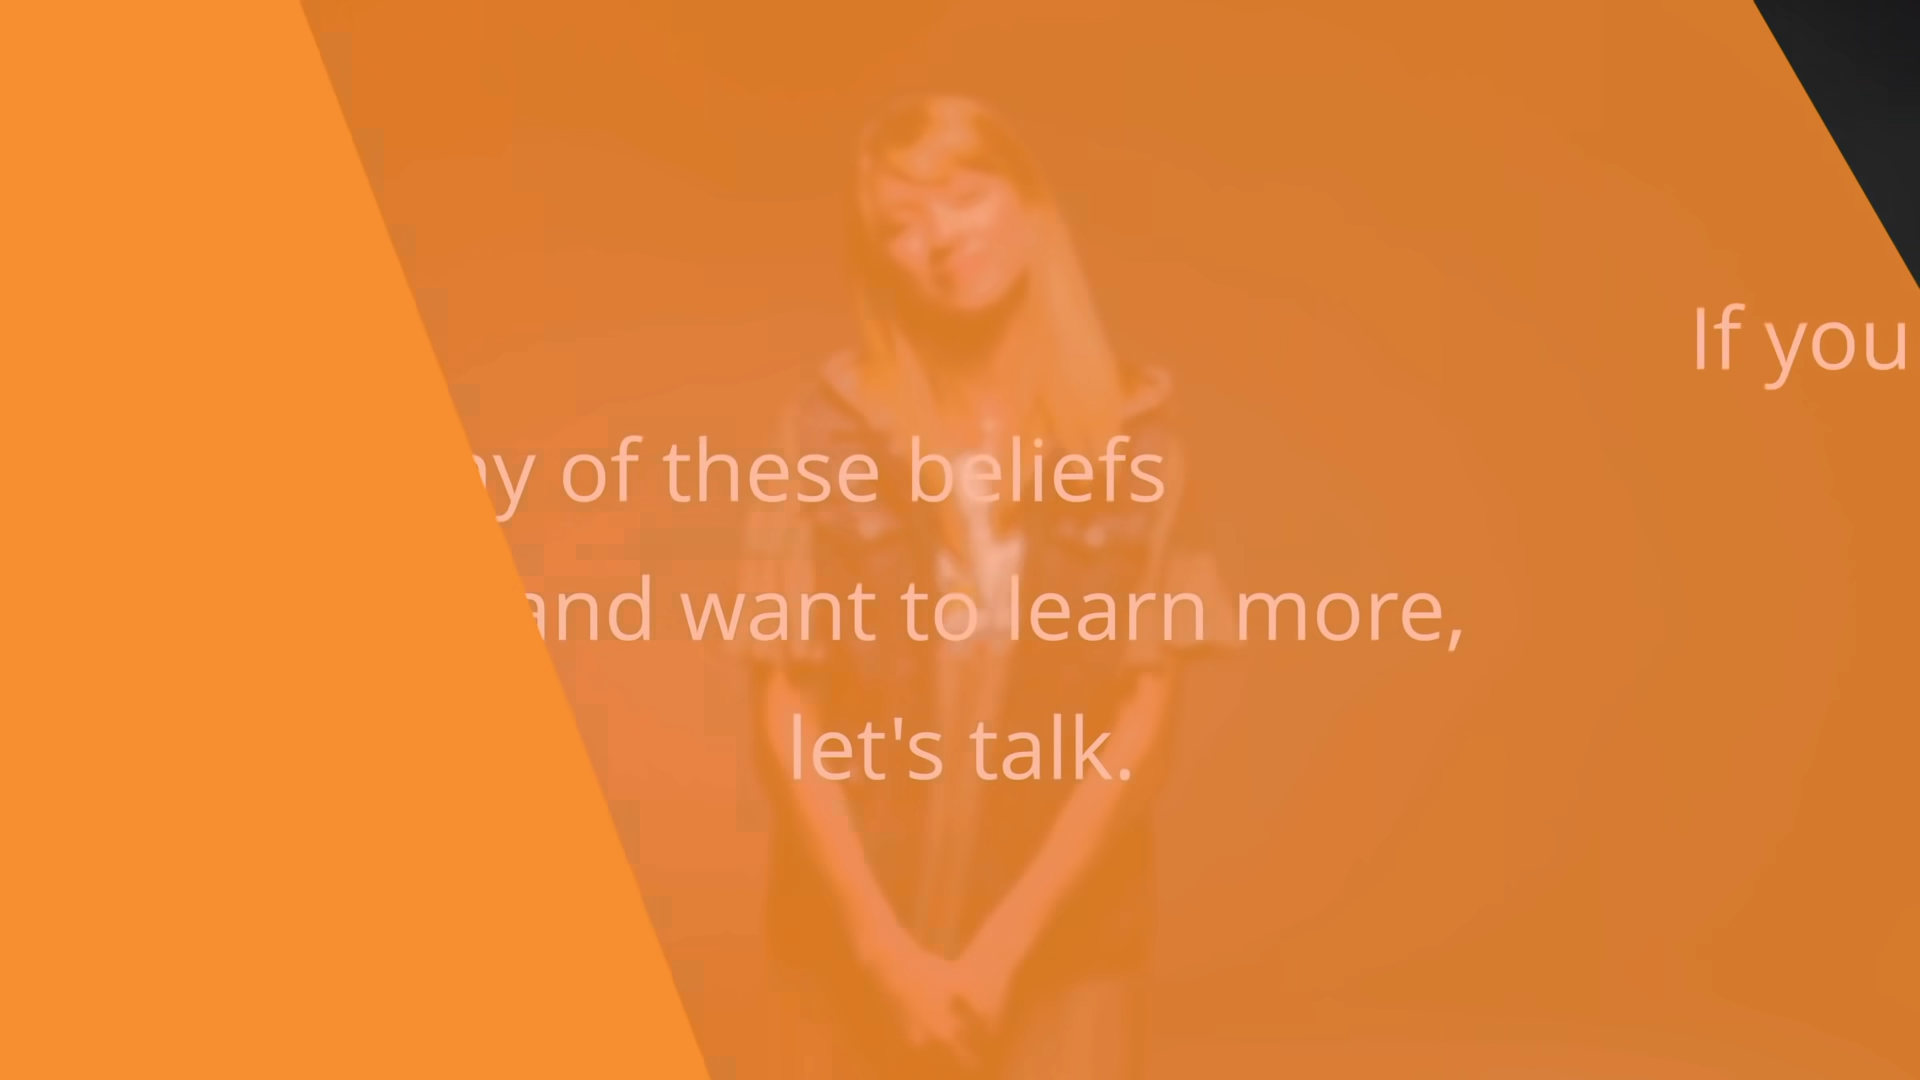 If you
of these beliefs
and want to learn more,
let's talk.